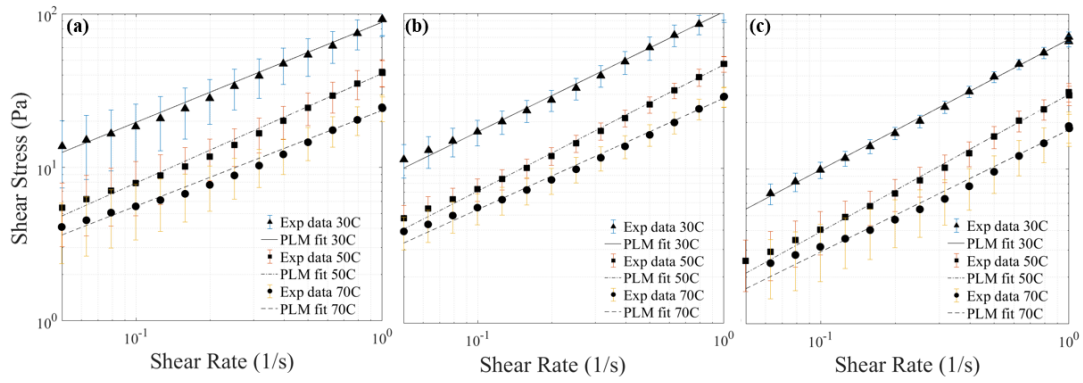 (a)
(b)
(c)
10²
10¹
10⁰
Shear Stress (Pa)
Exp data 30C
PLM fit 30C
Exp data 50C
PLM fit 50C
Exp data 70C
PLM fit 70C
Exp data 30C
PLM fit 30C
Exp data 50C
PLM fit 50C
Exp data 70C
PLM fit 70C
Exp data 30C
PLM fit 30C
Exp data 50C
PLM fit 50C
Exp data 70C
PLM fit 70C
10⁻¹
10⁰
10⁻¹
10⁰
10⁻¹
10⁰
Shear Rate (1/s)
Shear Rate (1/s)
Shear Rate (1/s)